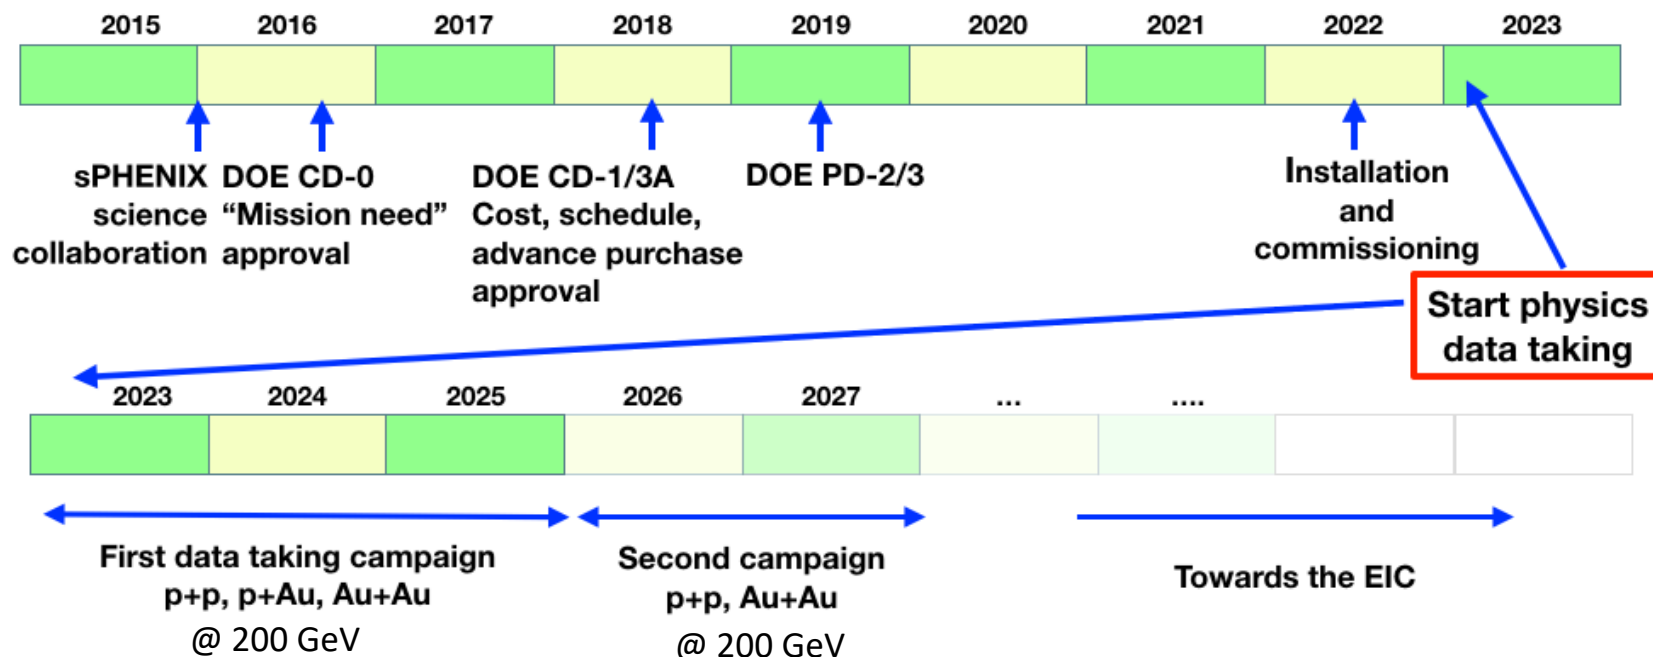 2015 2016 2017 2018 2019 2020 2021 2022 2023
sPHENIX
science
collaboration
DOE CD-0
“Mission need”
approval
DOE CD-1/3A
Cost, schedule,
advance purchase
approval
DOE PD-2/3
Installation
and
commissioning
Start physics
data taking
2023 2024 2025 2026 2027 ... ....
First data taking campaign
p+p, p+Au, Au+Au
@ 200 GeV
Second campaign
p+p, Au+Au
@ 200 GeV
Towards the EIC